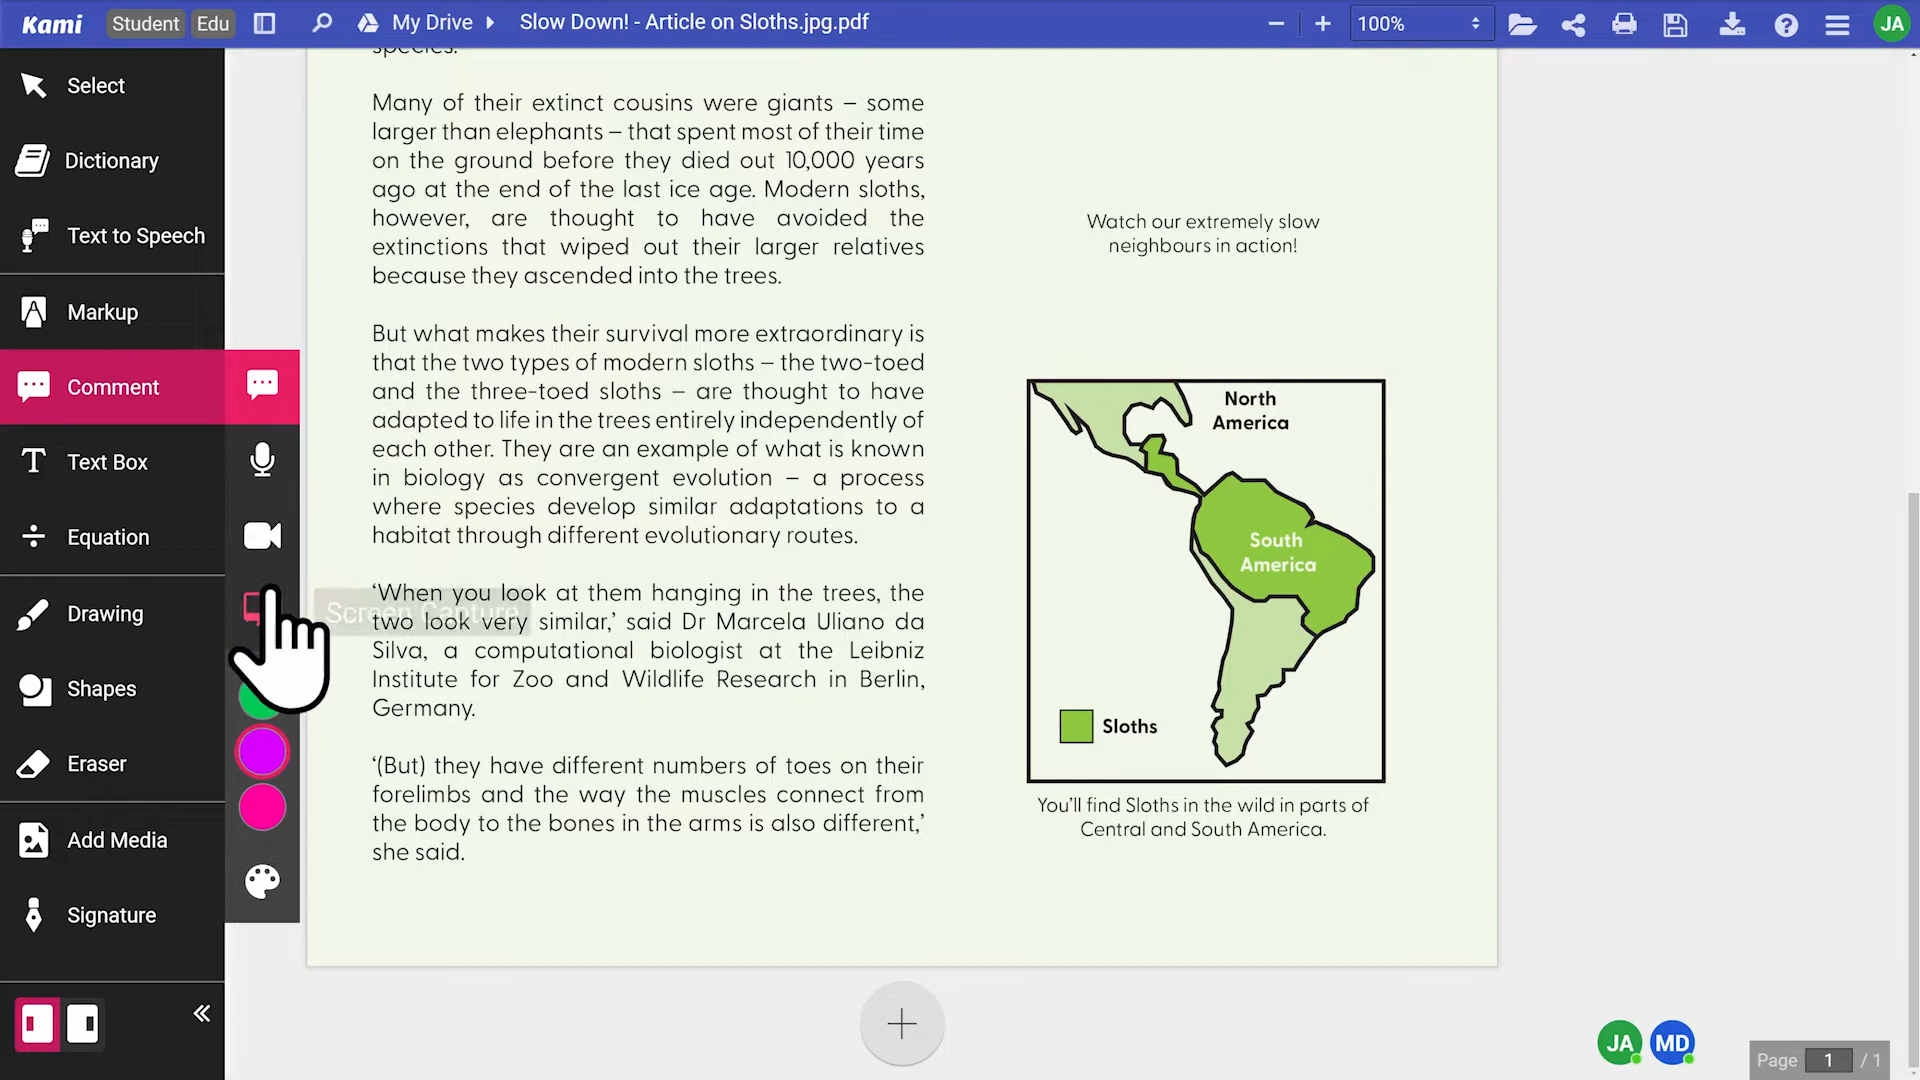 Kami
Student
Edu
My Drive
Slow Down! - Article on Sloths.jpg.pdf
100%
JA
Select
Dictionary
Text to Speech
Markup
Comment
Text Box
Equation
Drawing
Shapes
Eraser
Add Media
Signature
Screen Capture
species.
Many of their extinct cousins were giants – some
larger than elephants – that spent most of their time
on the ground before they died out 10,000 years
ago at the end of the last ice age. Modern sloths,
however, are thought to have avoided the
extinctions that wiped out their larger relatives
because they ascended into the trees.
But what makes their survival more extraordinary is
that the two types of modern sloths – the two-toed
and the three-toed sloths – are thought to have
adapted to life in the trees entirely independently of
each other. They are an example of what is known
in biology as convergent evolution – a process
where species develop similar adaptations to a
habitat through different evolutionary routes.
‘When you look at them hanging in the trees, the
two look very similar,’ said Dr Marcela Uliano da
Silva, a computational biologist at the Leibniz
Institute for Zoo and Wildlife Research in Berlin,
Germany.
‘(But) they have different numbers of toes on their
forelimbs and the way the muscles connect from
the body to the bones in the arms is also different,’
she said.
Watch our extremely slow
neighbours in action!
North
America
South
America
Sloths
You’ll find Sloths in the wild in parts of
Central and South America.
JA
MD
Page 1 / 1